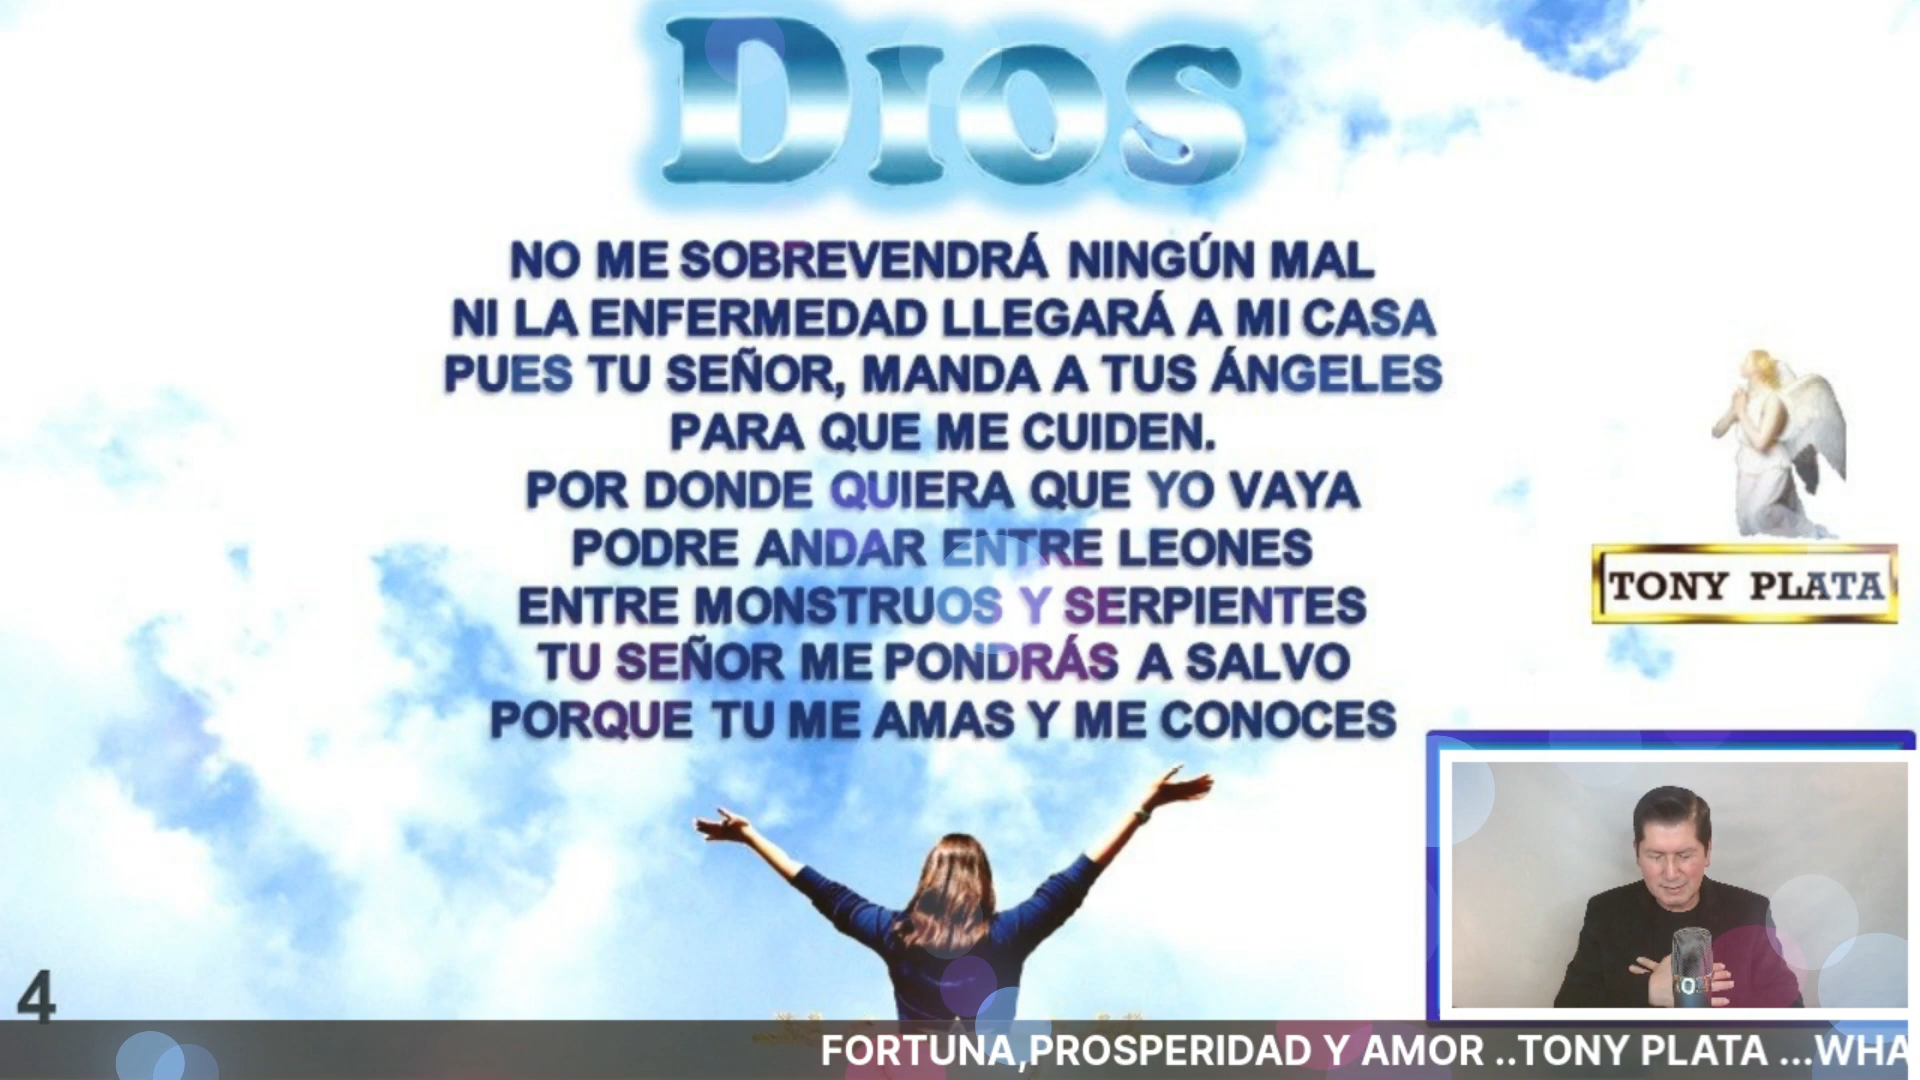 DIOS
NO ME SOBREVENDRÁ NINGÚN MAL
NI LA ENFERMEDAD LLEGARÁ A MI CASA
PUES TU SEÑOR, MANDA A TUS ÁNGELES
PARA QUE ME CUIDEN.
POR DONDE QUIERA QUE YO VAYA
PODRE ANDAR ENTRE LEONES
ENTRE MONSTRUOS Y SERPIENTES
TU SEÑOR ME PONDRÁS A SALVO
PORQUE TU ME AMAS Y ME CONOCES
TONY PLATA
4
FORTUNA,PROSPERIDAD Y AMOR ..TONY PLATA ...WHA